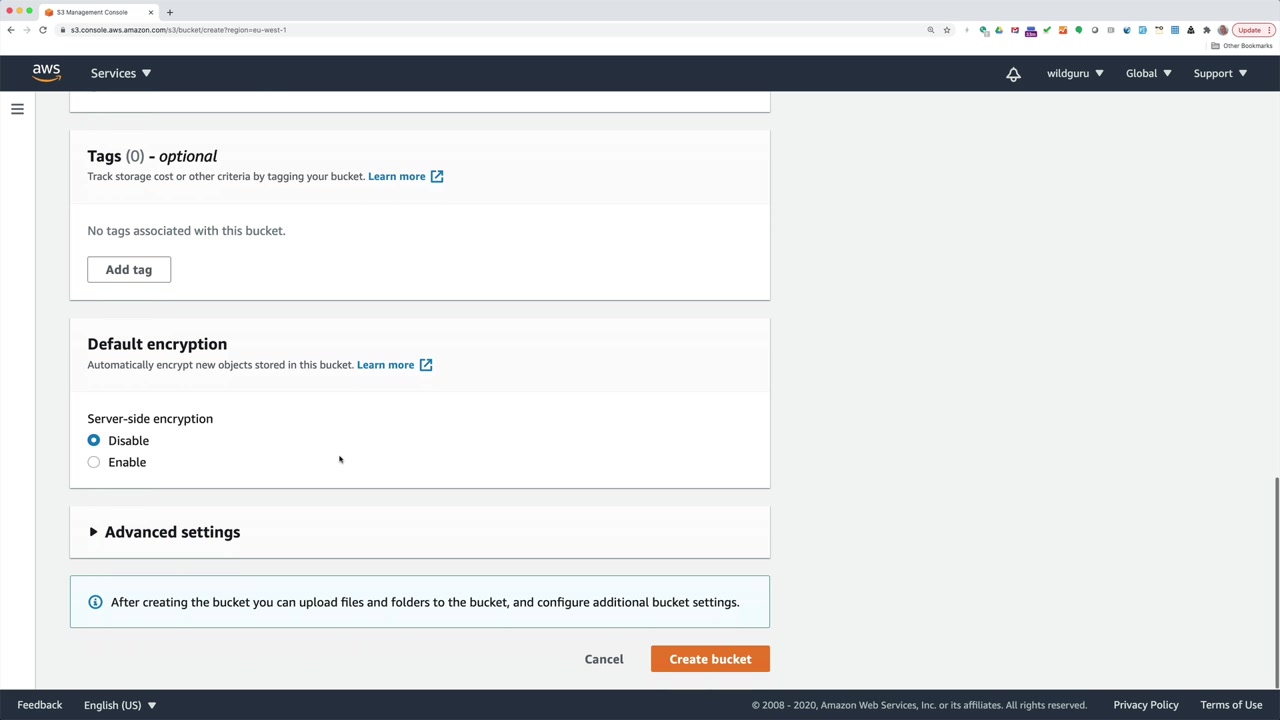 S3 Management Console
s3.console.aws.amazon.com/s3/bucket/create?region=eu-west-1
Update
Other Bookmarks
aws
Services
wildguru
Global
Support
Tags (0) - optional
Track storage cost or other criteria by tagging your bucket. Learn more
No tags associated with this bucket.
Add tag
Default encryption
Automatically encrypt new objects stored in this bucket. Learn more
Server-side encryption
Disable
Enable
Advanced settings
After creating the bucket you can upload files and folders to the bucket, and configure additional bucket settings.
Cancel
Create bucket
Feedback
English (US)
© 2008 - 2020, Amazon Web Services, Inc. or its affiliates. All rights reserved.
Privacy Policy
Terms of Use